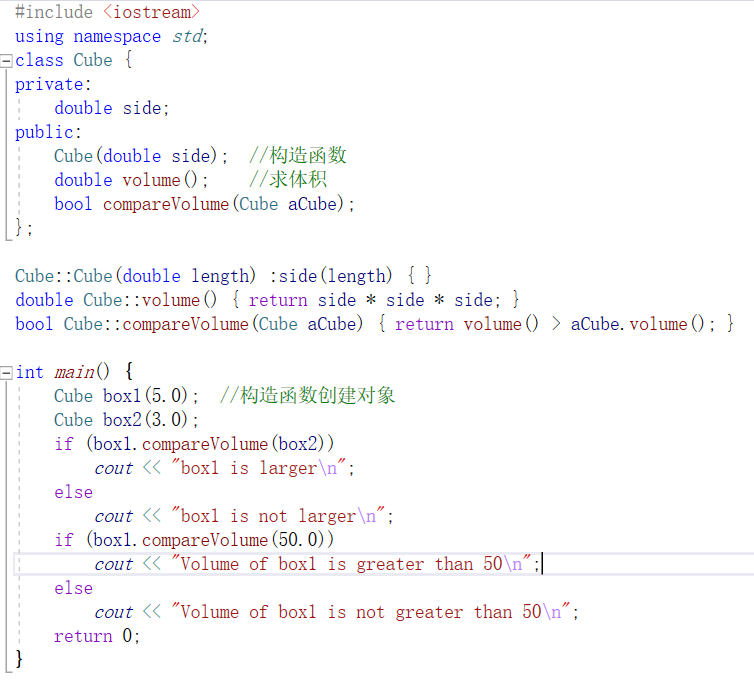 #include <iostream>
using namespace std;
class Cube {
private:
    double side;
public:
    Cube(double side);  //构造函数
    double volume();    //求体积
    bool compareVolume(Cube aCube);
};

Cube::Cube(double length) :side(length) { }
double Cube::volume() { return side * side * side; }
bool Cube::compareVolume(Cube aCube) { return volume() > aCube.volume(); }

int main() {
    Cube box1(5.0);  //构造函数创建对象
    Cube box2(3.0);
    if (box1.compareVolume(box2))
        cout << "box1 is larger\n";
    else
        cout << "box1 is not larger\n";
    if (box1.compareVolume(50.0))
        cout << "Volume of box1 is greater than 50\n";
    else
        cout << "Volume of box1 is not greater than 50\n";
    return 0;
}